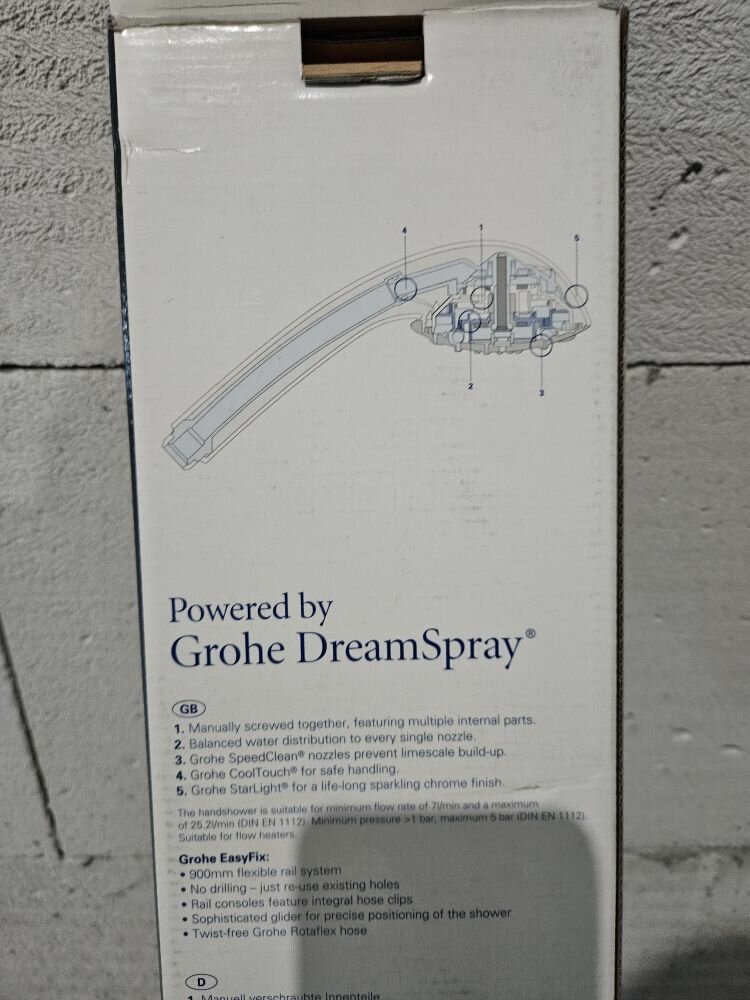 4 1 5
2 3
Powered by
Grohe DreamSpray®
GB
1. Manually screwed together, featuring multiple internal parts.
2. Balanced water distribution to every single nozzle.
3. Grohe SpeedClean® nozzles prevent limescale build-up.
4. Grohe CoolTouch® for safe handling.
5. Grohe StarLight® for a life-long sparkling chrome finish.
The handshower is suitable for minimum flow rate of 7l/min and a maximum
of 25.2l/min (DIN EN 1112). Minimum pressure >1 bar, maximum 5 bar (DIN EN 1112).
Suitable for flow heaters.
Grohe EasyFix:
• 900mm flexible rail system
• No drilling – just re-use existing holes
• Rail consoles feature integral hose clips
• Sophisticated glider for precise positioning of the shower
• Twist-free Grohe Rotaflex hose
D
1. Manuell verschraubte Innenteile.